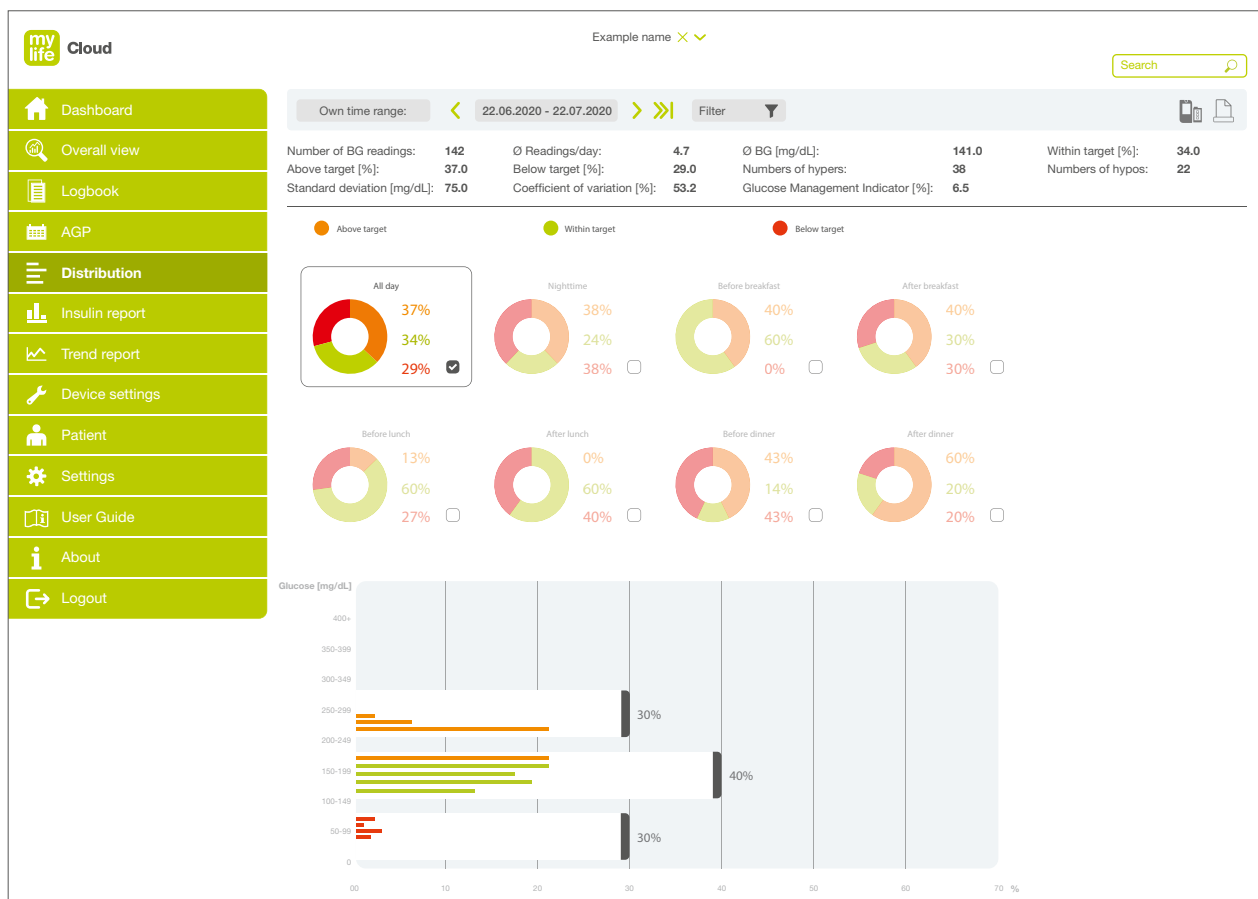 my life Cloud
Example name
Search
Dashboard
Overall view
Logbook
AGP
Distribution
Insulin report
Trend report
Device settings
Patient
Settings
User Guide
About
Logout
Own time range: 22.06.2020 - 22.07.2020 Filter
Number of BG readings: 142 Ø Readings/day: 4.7 Ø BG [mg/dL]: 141.0 Within target [%]: 34.0
Above target [%]: 37.0 Below target [%]: 29.0 Numbers of hypers: 38 Numbers of hypos: 22
Standard deviation [mg/dL]: 75.0 Coefficient of variation [%]: 53.2 Glucose Management Indicator [%]: 6.5
Above target Within target Below target
All day
37%
34%
29%
Nighttime
38%
24%
38%
Before breakfast
40%
60%
0%
After breakfast
40%
30%
30%
Before lunch
13%
60%
27%
After lunch
0%
60%
40%
Before dinner
43%
14%
43%
After dinner
60%
20%
20%
Glucose [mg/dL]
400+
350-399
300-349
250-299
30%
200-249
150-199
40%
100-149
50-99
30%
0
00 10 20 30 40 50 60 70 %